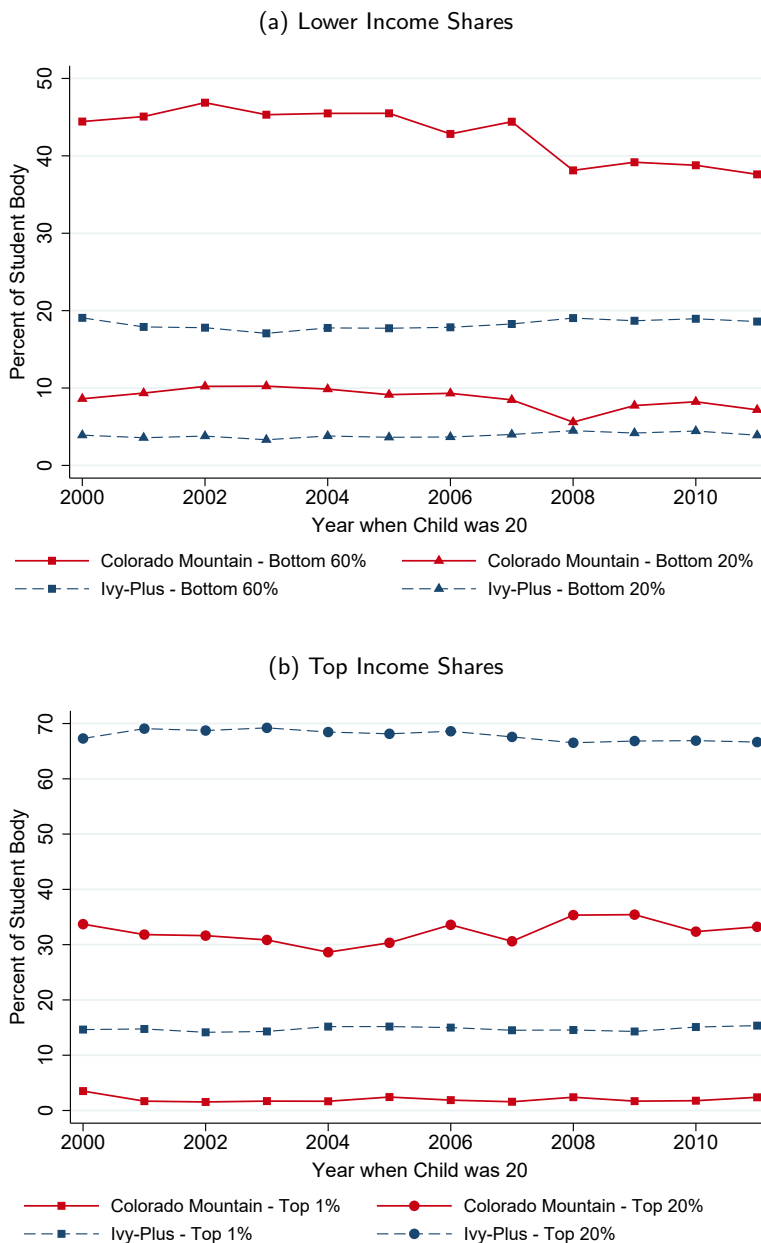 (a) Lower Income Shares
Percent of Student Body
50
40
30
20
10
0
2000 2002 2004 2006 2008 2010
Year when Child was 20
Colorado Mountain - Bottom 60% Colorado Mountain - Bottom 20%
Ivy-Plus - Bottom 60% Ivy-Plus - Bottom 20%
(b) Top Income Shares
Percent of Student Body
70
60
50
40
30
20
10
0
2000 2002 2004 2006 2008 2010
Year when Child was 20
Colorado Mountain - Top 1% Colorado Mountain - Top 20%
Ivy-Plus - Top 1% Ivy-Plus - Top 20%